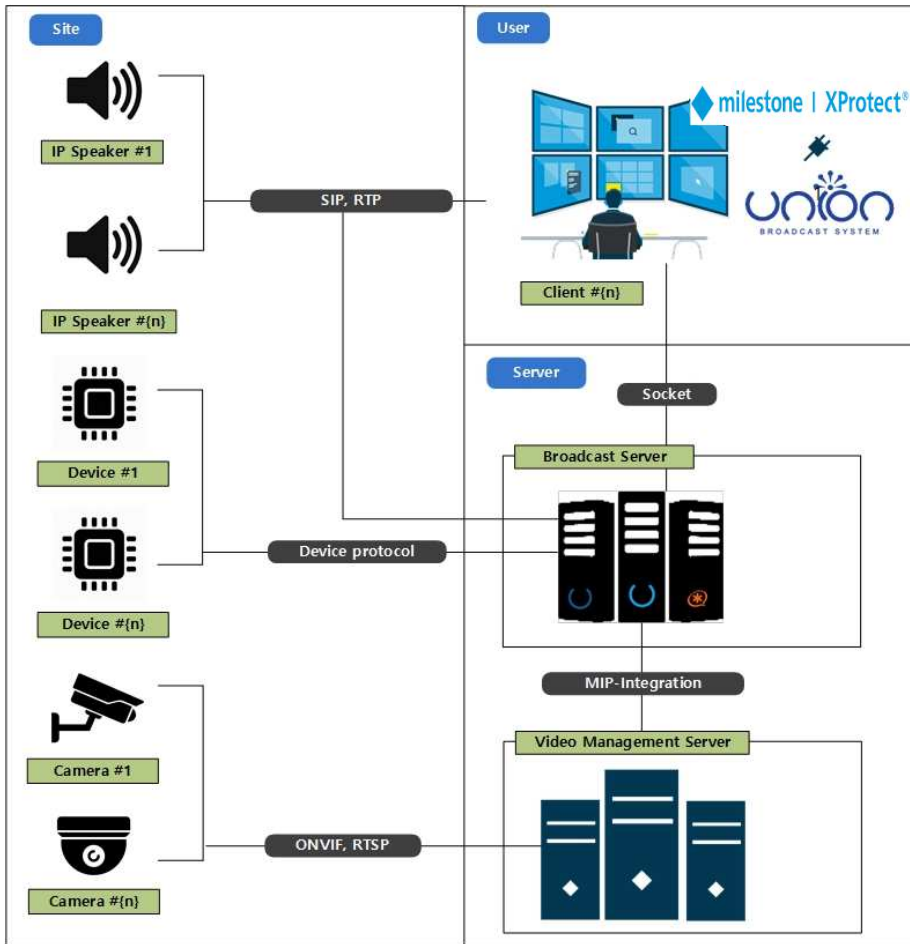 Site
IP Speaker #1
IP Speaker #{n}
SIP, RTP
Device #1
Device #{n}
Device protocol
Camera #1
Camera #{n}
ONVIF, RTSP
User
milestone | XProtect®
union
BROADCAST SYSTEM
Client #{n}
Server
Socket
Broadcast Server
MIP-Integration
Video Management Server